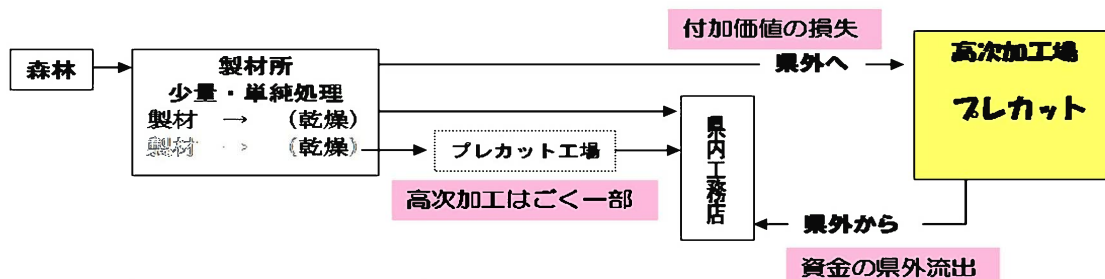 付加価値の損失
森林
製材所
少量・単純処理
製材 → (乾燥)
製材 → (乾燥)
県外へ
高次加工場
プレカット
プレカット工場
県内工務店
高次加工はごく一部
県外から
資金の県外流出